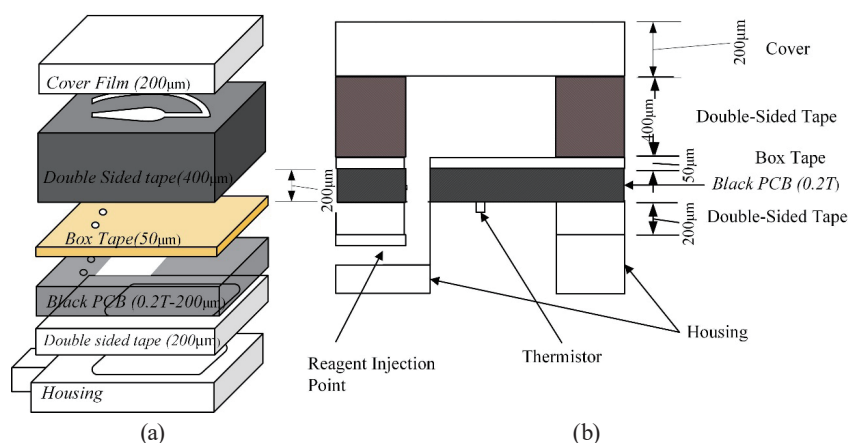 Cover Film (200μm)
Double Sided tape(400μm)
Box Tape(50μm)
Black PCB (0.2T-200μm)
Double sided tape (200μm)
Housing
(a)
200μm
200μm
Cover
400μm
Double-Sided Tape
50μm
Box Tape
Black PCB (0.2T)
200μm
Double-Sided Tape
Housing
Thermistor
Reagent Injection
Point
(b)